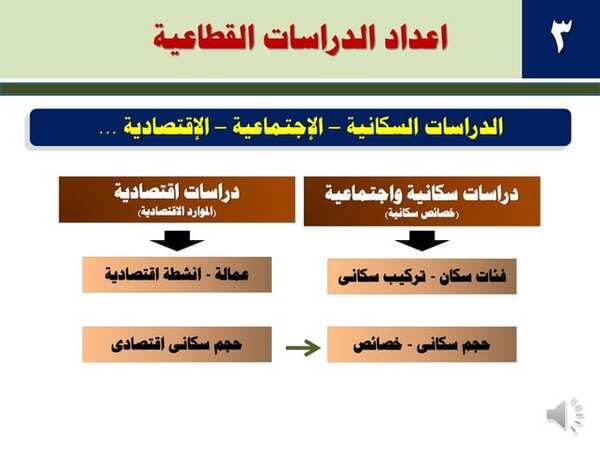 ٣
اعداد الدراسات القطاعية
الدراسات السكانية – الإجتماعية – الإقتصادية ...
دراسات سكانية واجتماعية
(خصائص سكانية)
دراسات اقتصادية
(الموارد الاقتصادية)
فئات سكان - تركيب سكانى
عمالة - انشطة اقتصادية
حجم سكانى - خصائص
حجم سكانى اقتصادى